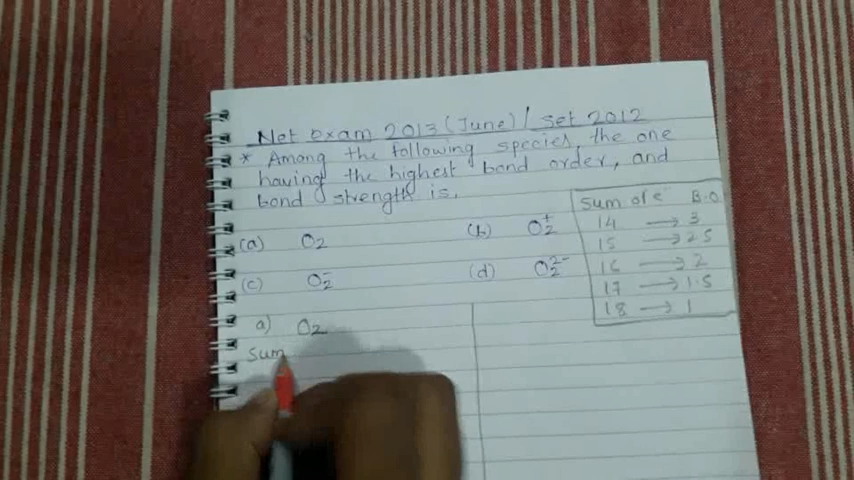 Net exam 2013 (June) / Set 2012
* Among the following species, the one
having the highest bond order, and
bond strength is.
(a) O₂ (b) O₂⁺
(c) O₂⁻ (d) O₂²⁻
Sum of e⁻ B.O
14 → 3
15 → 2.5
16 → 2
17 → 1.5
18 → 1
a) O₂
Sum